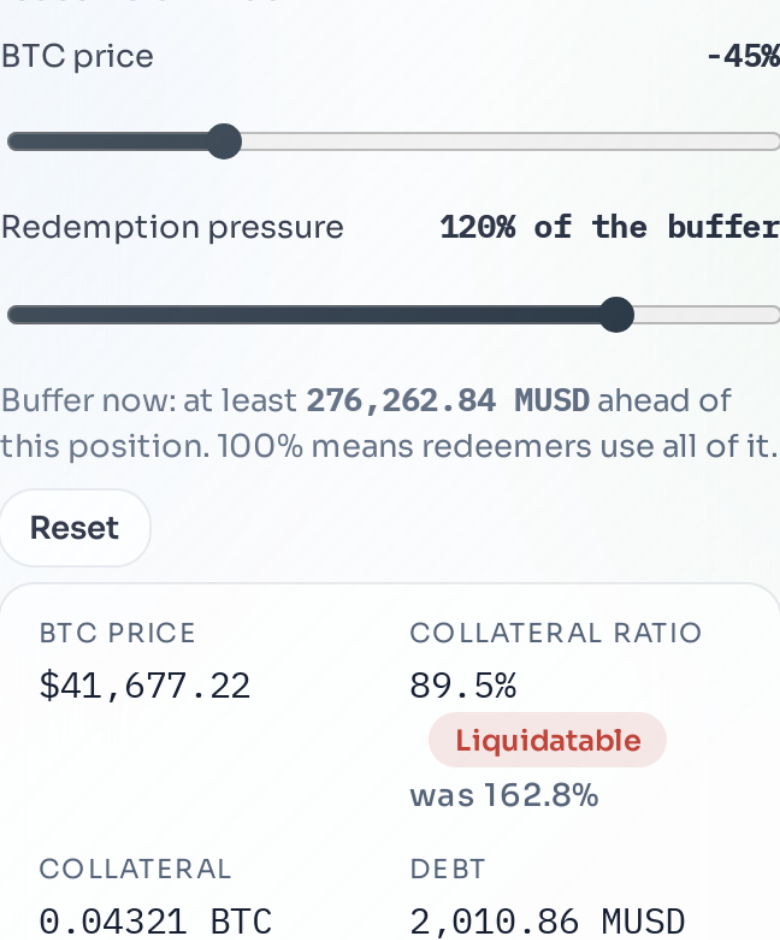 BTC price -45%
Redemption pressure 120% of the buffer
Buffer now: at least 276,262.84 MUSD ahead of
this position. 100% means redeemers use all of it.
Reset
BTC PRICE
$41,677.22
COLLATERAL RATIO
89.5%
Liquidatable
was 162.8%
COLLATERAL
0.04321 BTC
DEBT
2,010.86 MUSD